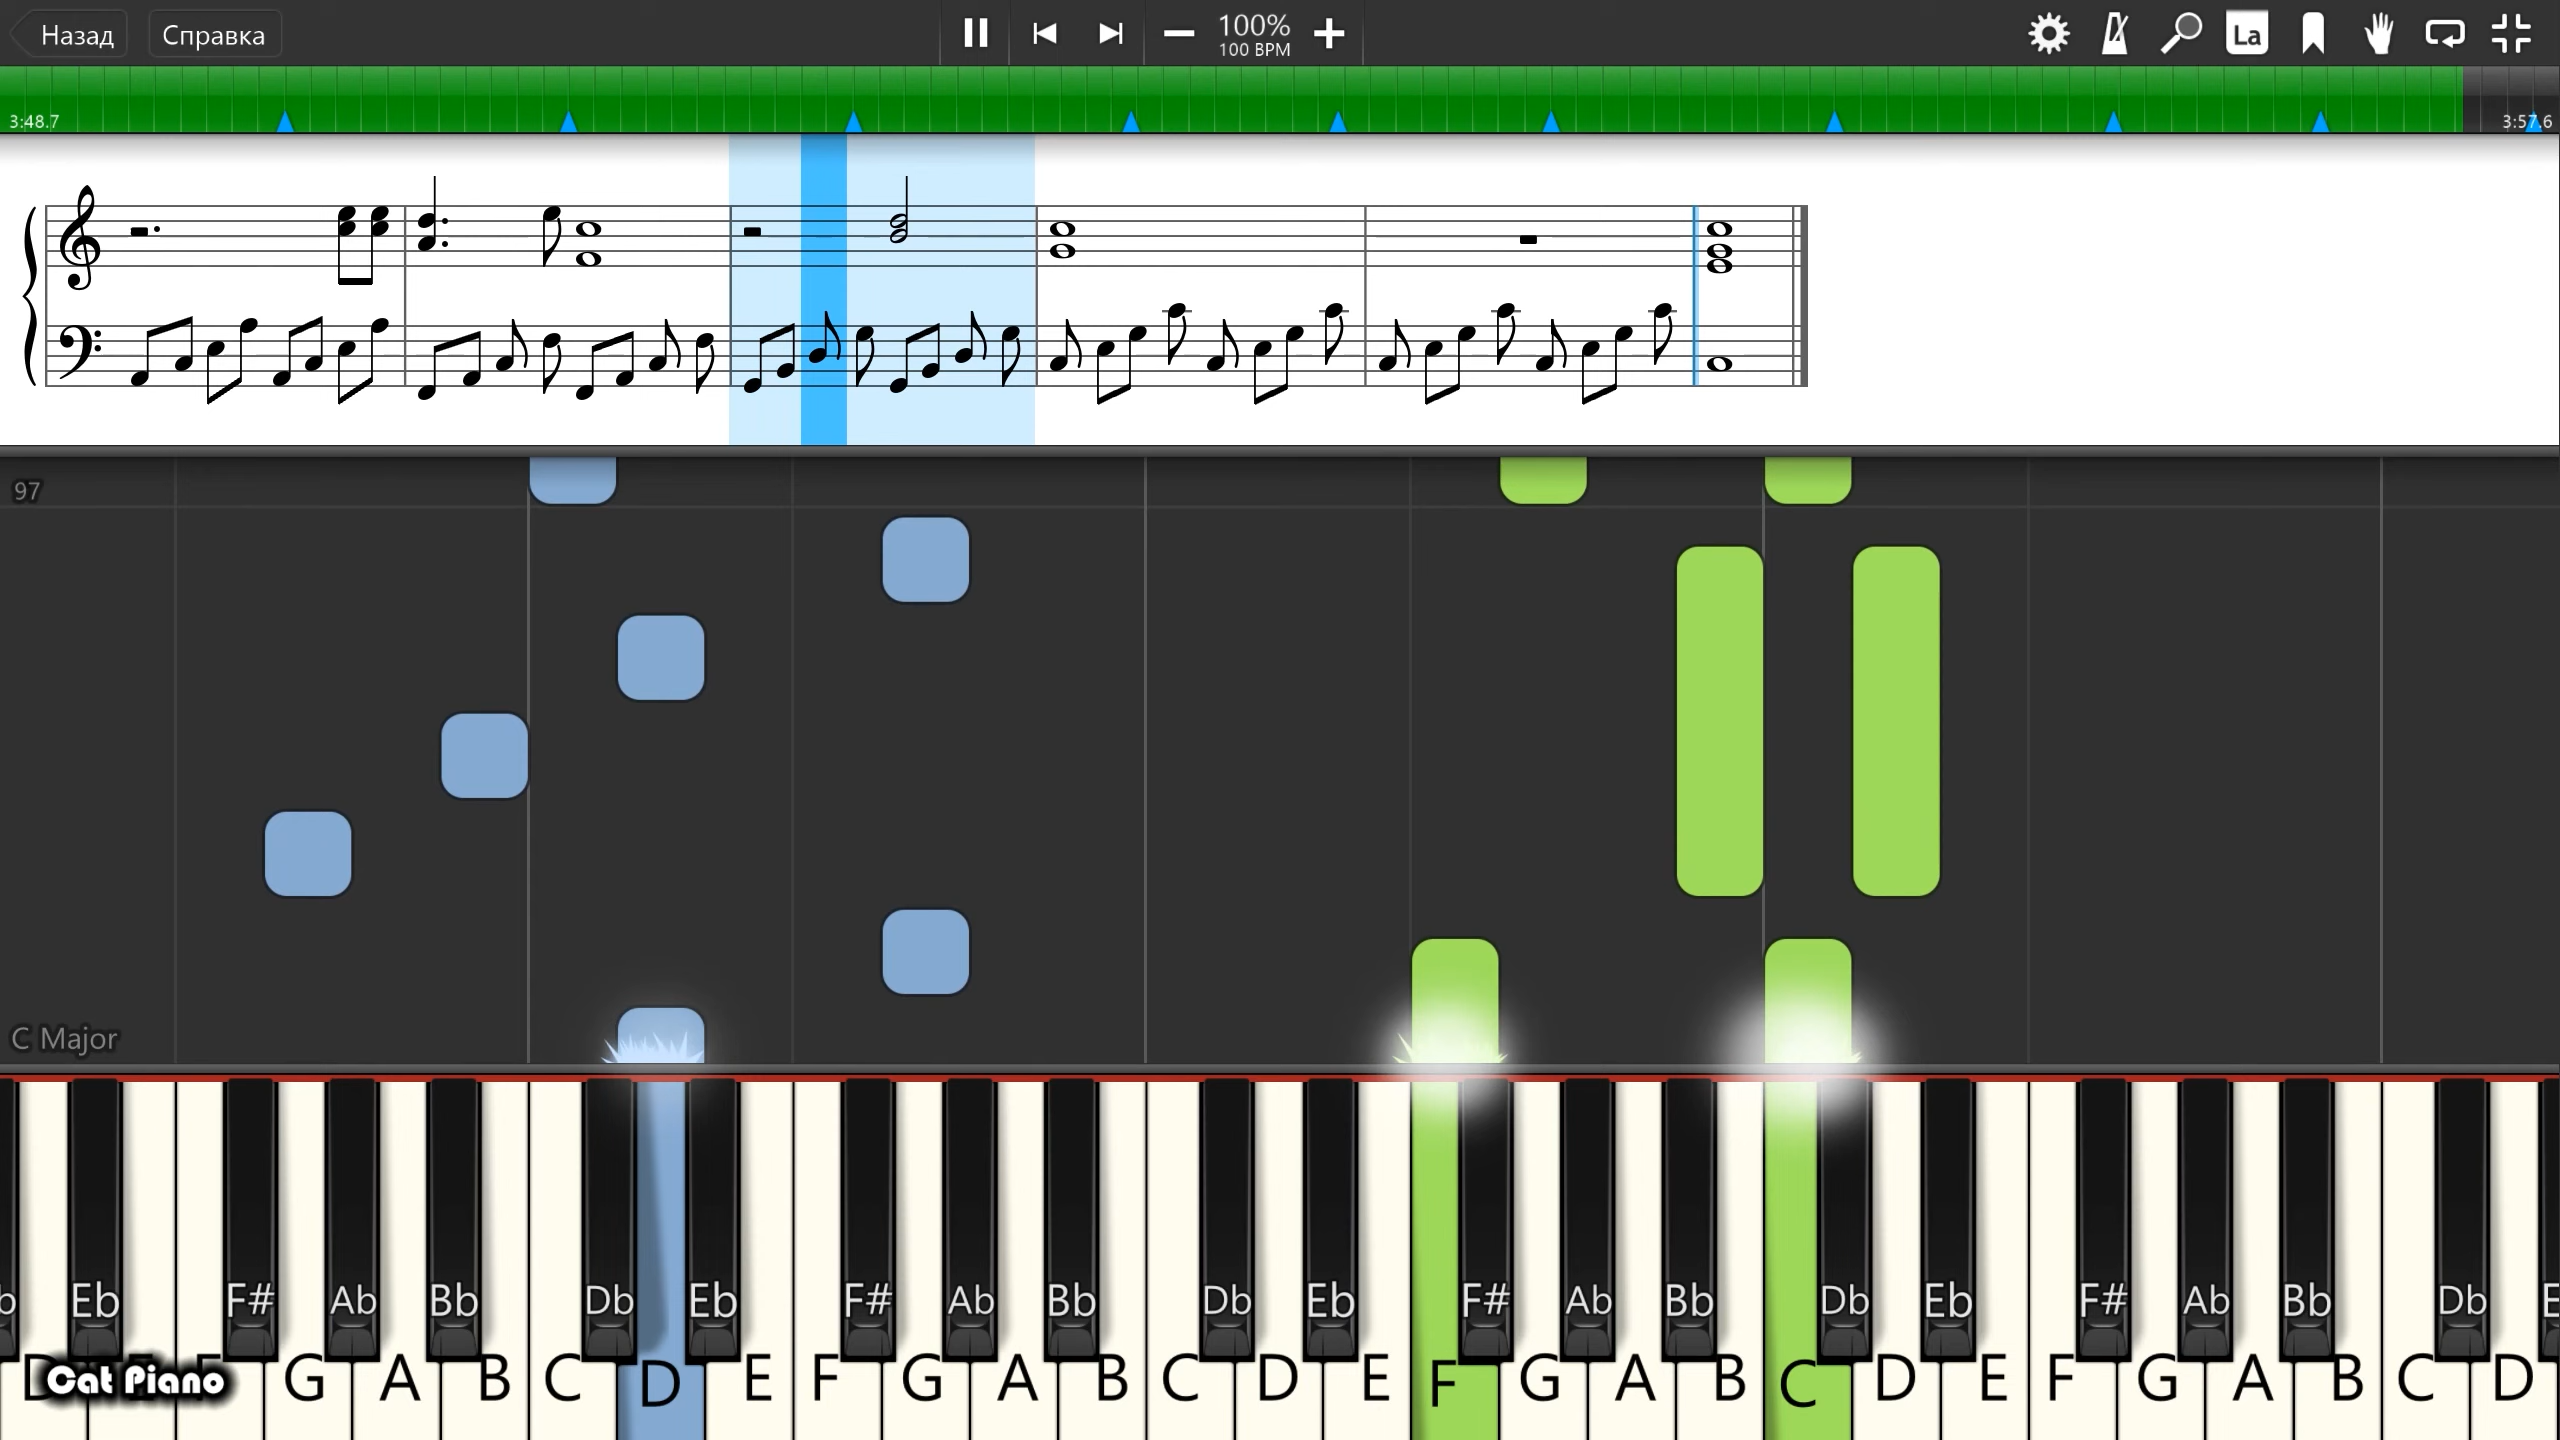 Назад Справка 100% La
100 BPM
3:48.7 3:57.6
97
C Major
b Eb F# Ab Bb Db Eb F# Ab Bb Db Eb F# Ab Bb Db Eb F# Ab Bb Db E
D F G A B C D E F G A B C D E F G A B C D E F G A B C D
Cat Piano